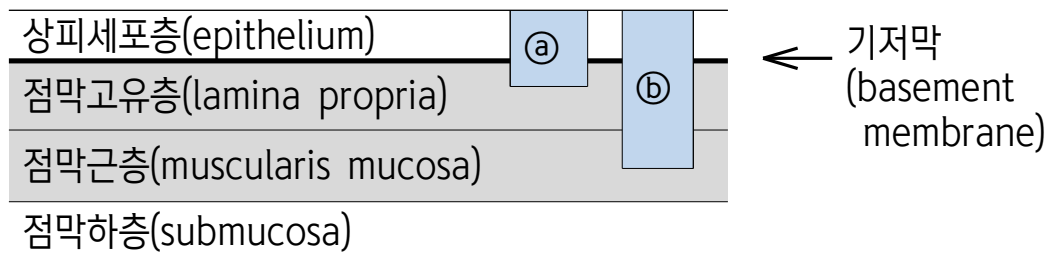 상피세포층(epithelium)
ⓐ
기저막
(basement
membrane)
점막고유층(lamina propria)
ⓑ
점막근층(muscularis mucosa)
점막하층(submucosa)